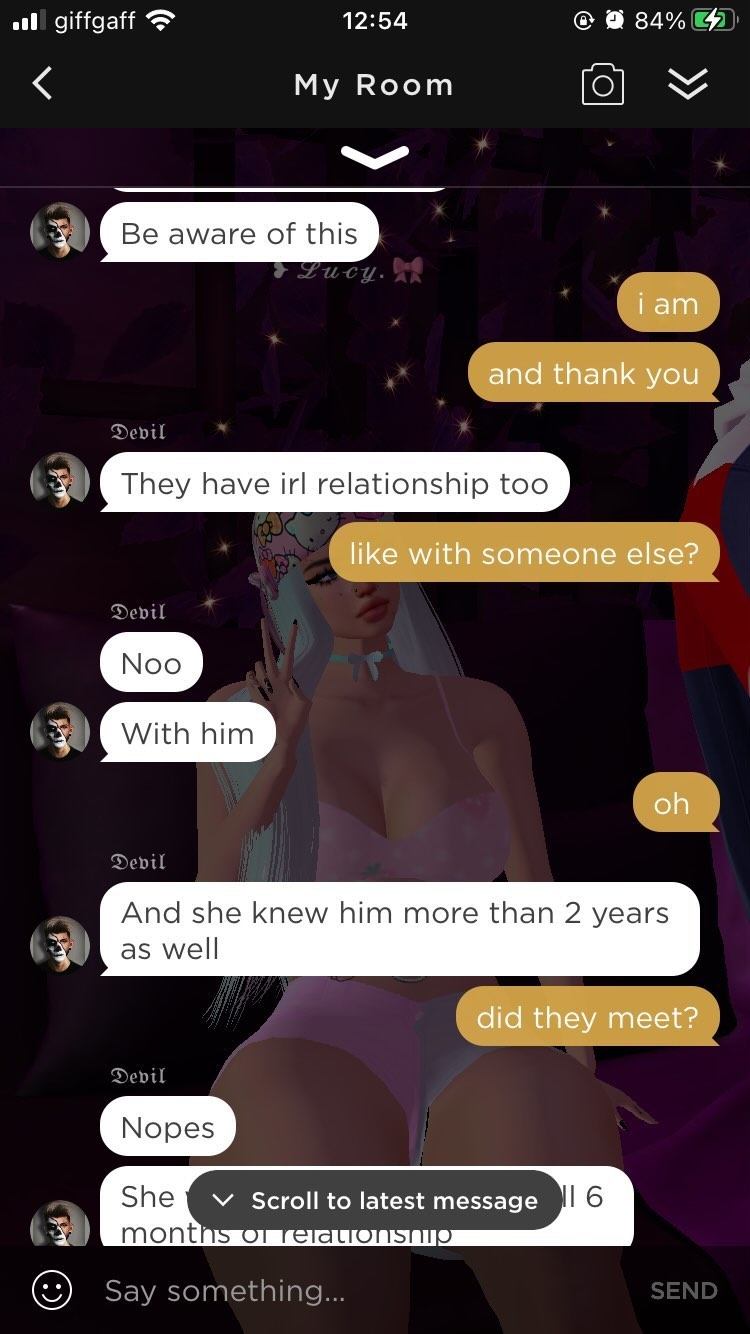 giffgaff 12:54 84%
My Room
Be aware of this
Lucy.
i am
and thank you
Devil
They have irl relationship too
like with someone else?
Devil
Noo
With him
oh
Devil
And she knew him more than 2 years
as well
did they meet?
Devil
Nopes
She ll 6
months of relationship
Scroll to latest message
Say something... SEND